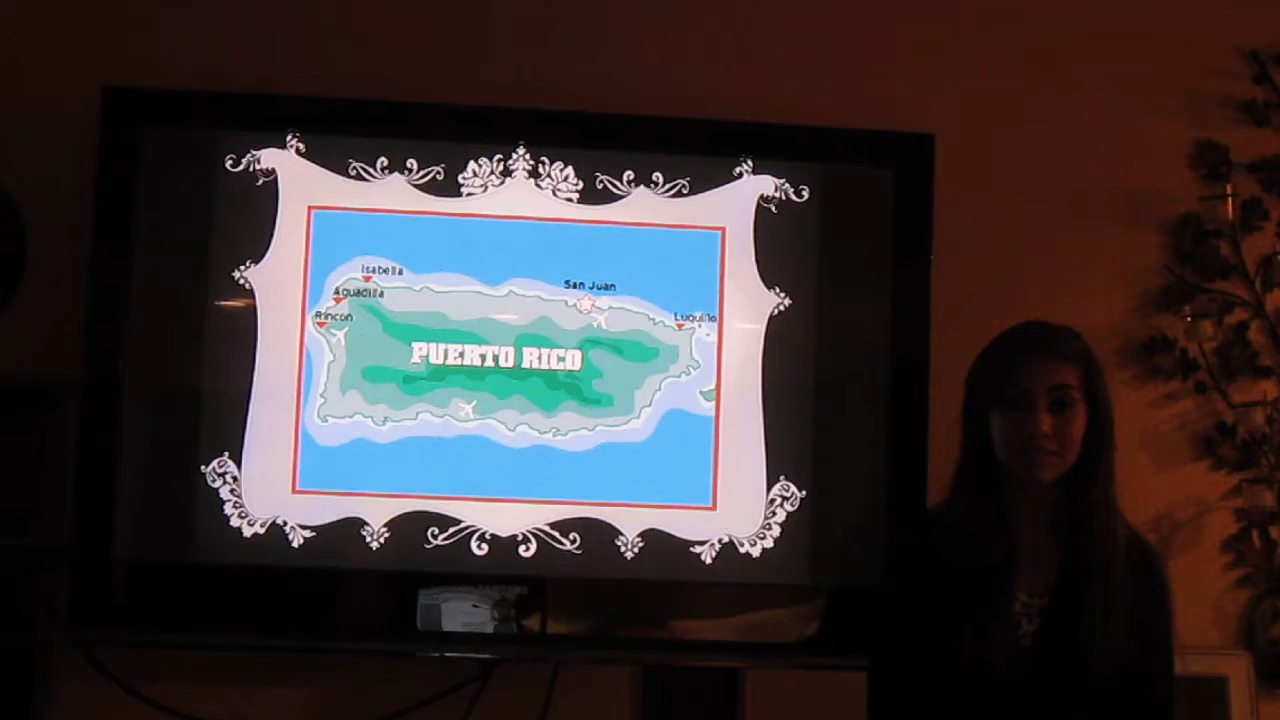 Isabella
San Juan
Aguadilla
Rincon
Luquillo
PUERTO RICO